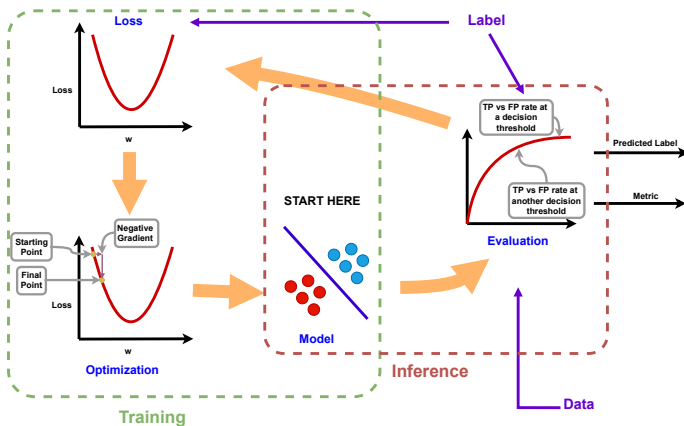 Loss
Label
Loss
w
TP vs FP rate at
a decision
threshold
Predicted Label
START HERE
TP vs FP rate at
another decision
threshold
Metric
Evaluation
Starting
Point
Negative
Gradient
Final
Point
Loss
w
Optimization
Model
Inference
Training
Data